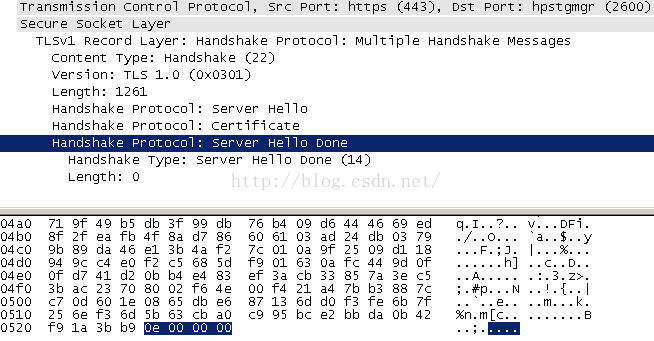 Transmission Control Protocol, Src Port: https (443), Dst Port: hpstgmgr (2600)
Secure Socket Layer
TLSv1 Record Layer: Handshake Protocol: Multiple Handshake Messages
Content Type: Handshake (22)
Version: TLS 1.0 (0x0301)
Length: 1261
Handshake Protocol: Server Hello
Handshake Protocol: Certificate
Handshake Protocol: Server Hello Done
Handshake Type: Server Hello Done (14)
Length: 0
http://blog.csdn.net/
04a0 71 9f 49 b5 db 3f 99 db 76 b4 09 d6 44 46 69 ed q.I..?.. v...DFi.
04b0 8f 2f ea fb 4f 8a d7 86 60 61 03 ad 24 db 03 79 ./..O... `a..$..y
04c0 9b 89 da 46 e1 3b 4a f2 7c 01 0a 9f 25 09 d1 18 ...F.;J. |...%...
04d0 94 9c c4 e0 f2 c5 68 5d f9 01 63 0a fc 44 9d 0f ......h] ..c..D..
04e0 0f d7 41 d2 0b b4 e4 83 ef 3a cb 33 85 7a 3e c5 ..A..... .:.3.z>.
04f0 3b ac 23 70 80 02 f6 4e 00 f4 21 a4 7b b3 88 7c ;.#p...N ..!.{..|
0500 c7 0d 60 1e 08 65 db e6 87 13 6d d0 f3 fe 6b 7f ..`..e.. ..m...k.
0510 25 6e f3 6d 5b 63 cb a0 c9 95 bc e2 bb da 0b 42 %n.m[c.. .......B
0520 f9 1a 3b b9 0e 00 00 00 ..;.....